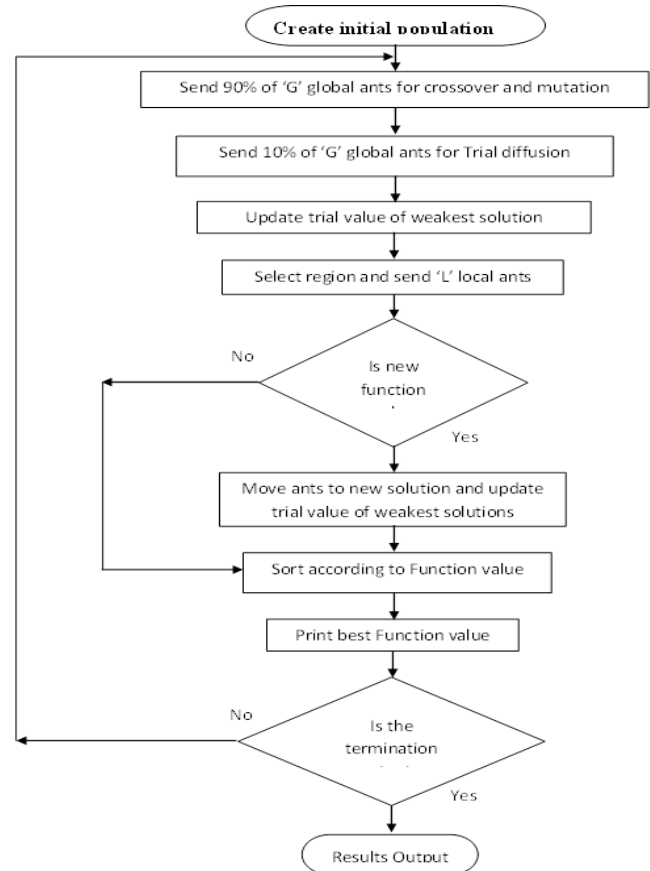 Create initial population
Send 90% of 'G' global ants for crossover and mutation
Send 10% of 'G' global ants for Trial diffusion
Update trial value of weakest solution
Select region and send 'L' local ants
No
Is new
function
Yes
Move ants to new solution and update
trial value of weakest solutions
Sort according to Function value
Print best Function value
No
Is the
termination
Yes
Results Output